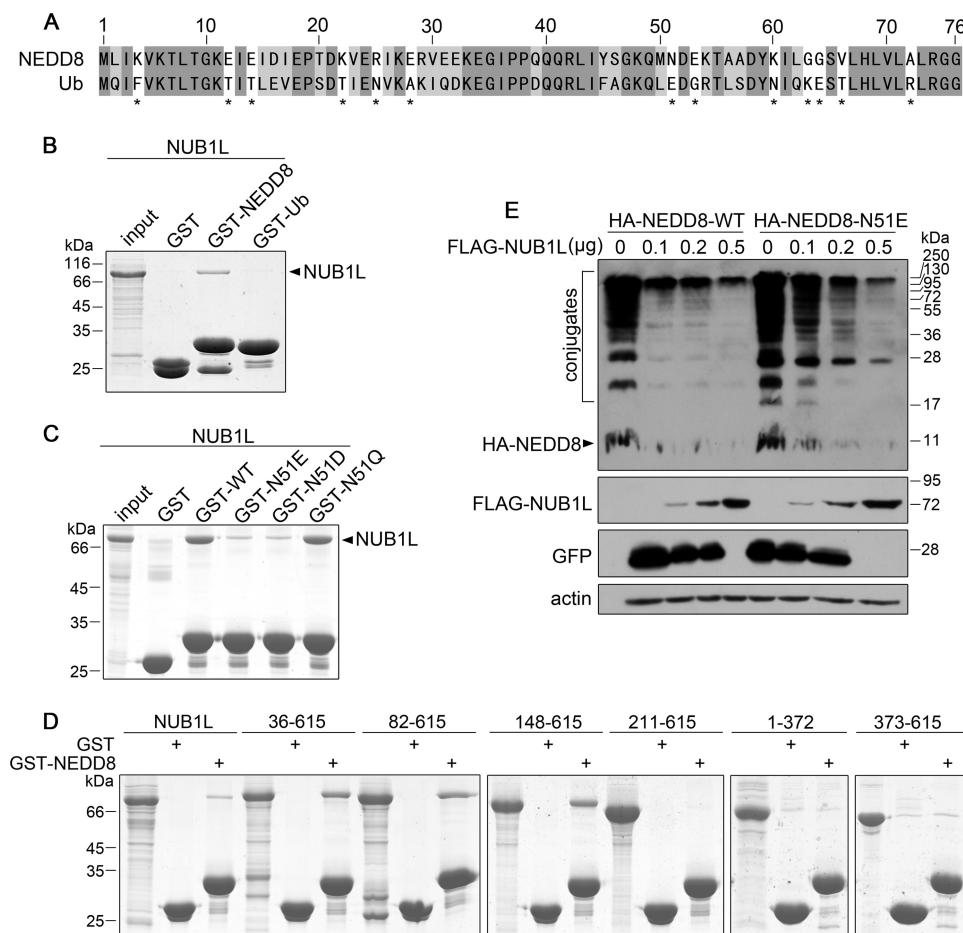 A
1 10 20 30 40 50 60 70 76
NEDD8 MLIKVKTLTGKEIEIDIEPTDKVERIKERVEEKEGIPPQQQRLIYSGKQMNDEKTAADYKILGGSVLHLVLALRGG
Ub MQIFVKTLTGKTITLEVEPSDTIENVKAKIQDKEGIPPDQQRLIFAGKQLEDGRTLSDYNIQKESTLHLVLRLRGG
* * * * * * * * * * * * *
B
NUB1L
input GST GST-NEDD8 GST-Ub
kDa
116
66
45
35
25
NUB1L
C
NUB1L
input GST GST-WT GST-N51E GST-N51D GST-N51Q
kDa
66
45
35
25
NUB1L
E
HA-NEDD8-WT HA-NEDD8-N51E
FLAG-NUB1L(µg) 0 0.1 0.2 0.5 0 0.1 0.2 0.5
kDa
250
130
95
72
55
36
28
17
11
conjugates
HA-NEDD8
FLAG-NUB1L
95
72
GFP
28
actin
D
NUB1L 36-615 82-615 148-615 211-615 1-372 373-615
GST + + + + + + +
GST-NEDD8 + + + + + + +
kDa
66
45
35
25